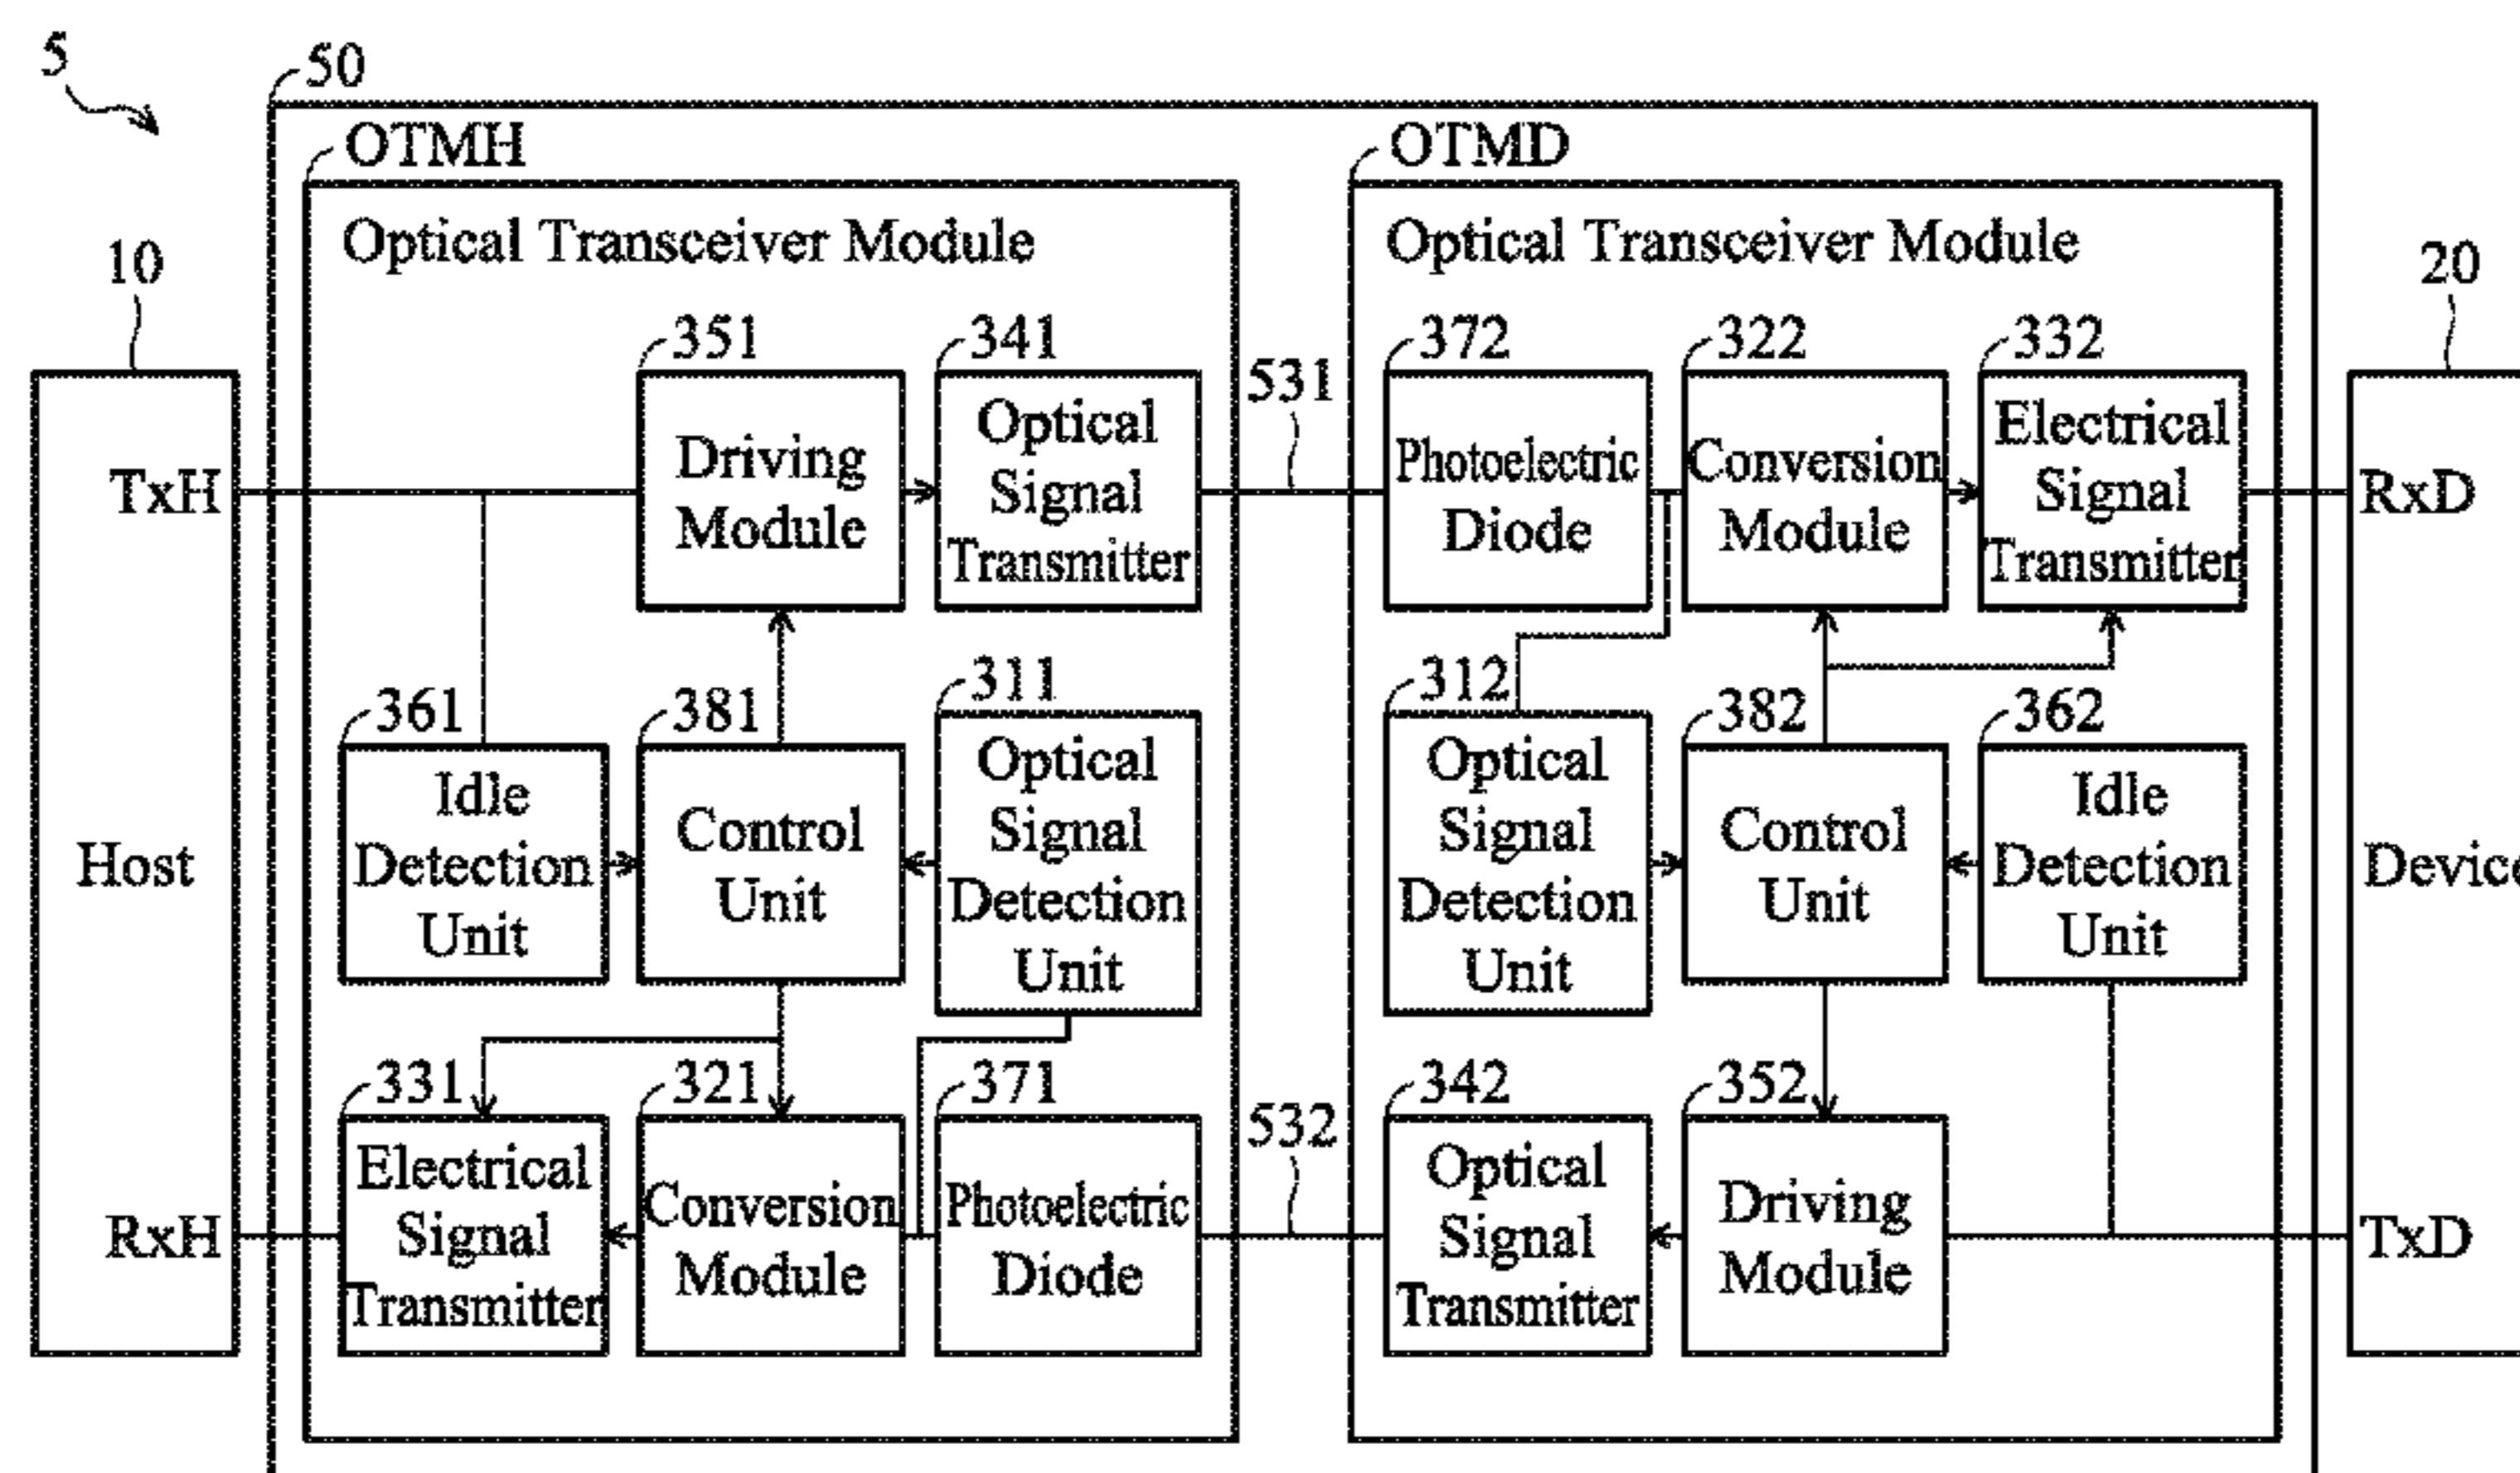 5
50
OTMH
OTMD
Optical Transceiver Module
Optical Transceiver Module
10
20
351
341
531
372
322
332
TxH
Driving
Module
Optical
Signal
Transmitter
Photoelectric
Diode
Conversion
Module
Electrical
Signal
Transmitter
RxD
361
381
311
312
382
362
Host
Idle
Detection
Unit
Control
Unit
Optical
Signal
Detection
Unit
Optical
Signal
Detection
Unit
Control
Unit
Idle
Detection
Unit
Device
331
321
371
532
342
352
RxH
Electrical
Signal
Transmitter
Conversion
Module
Photoelectric
Diode
Optical
Signal
Transmitter
Driving
Module
TxD